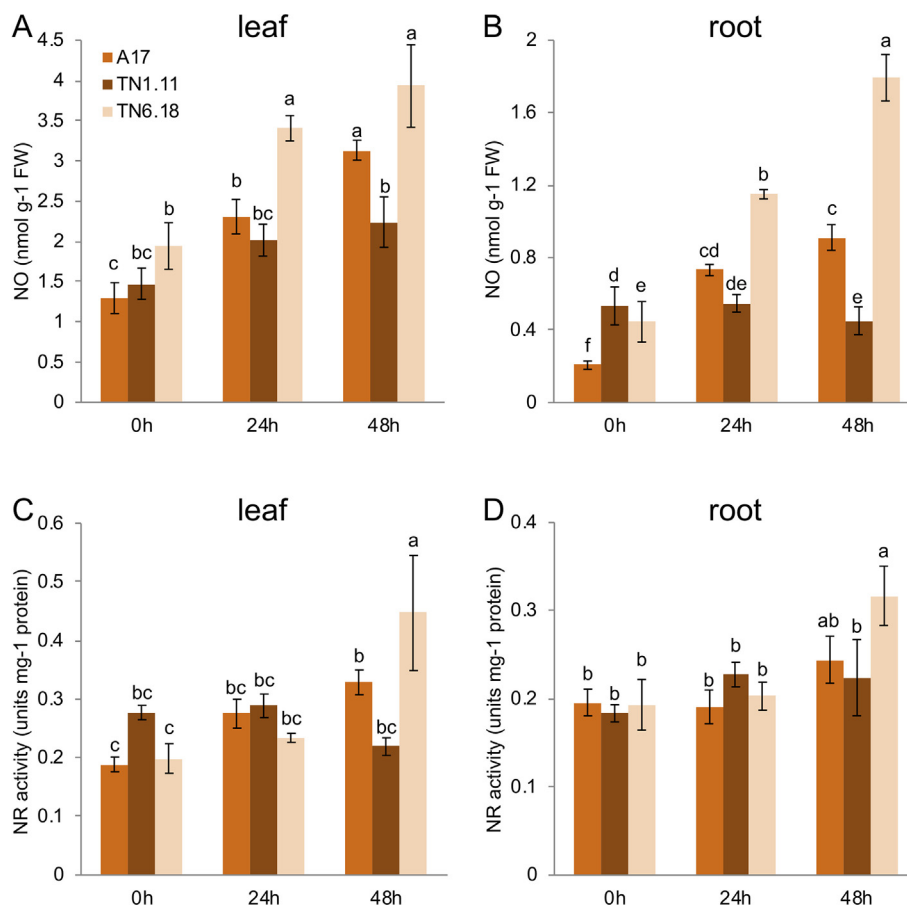 A
leaf
NO (nmol g-1 FW)
4.5
4
3.5
3
2.5
2
1.5
1
0.5
0
A17
TN1.11
TN6.18
c
bc
b
b
bc
a
a
b
a
0h
24h
48h
B
root
NO (nmol g-1 FW)
2
1.6
1.2
0.8
0.4
0
f
d
e
cd
de
b
c
e
a
0h
24h
48h
C
leaf
NR activity (units mg-1 protein)
0.6
0.5
0.4
0.3
0.2
0.1
0
c
bc
c
bc
bc
bc
b
bc
a
0h
24h
48h
D
root
NR activity (units mg-1 protein)
0.4
0.3
0.2
0.1
0
b
b
b
b
b
b
ab
b
a
0h
24h
48h